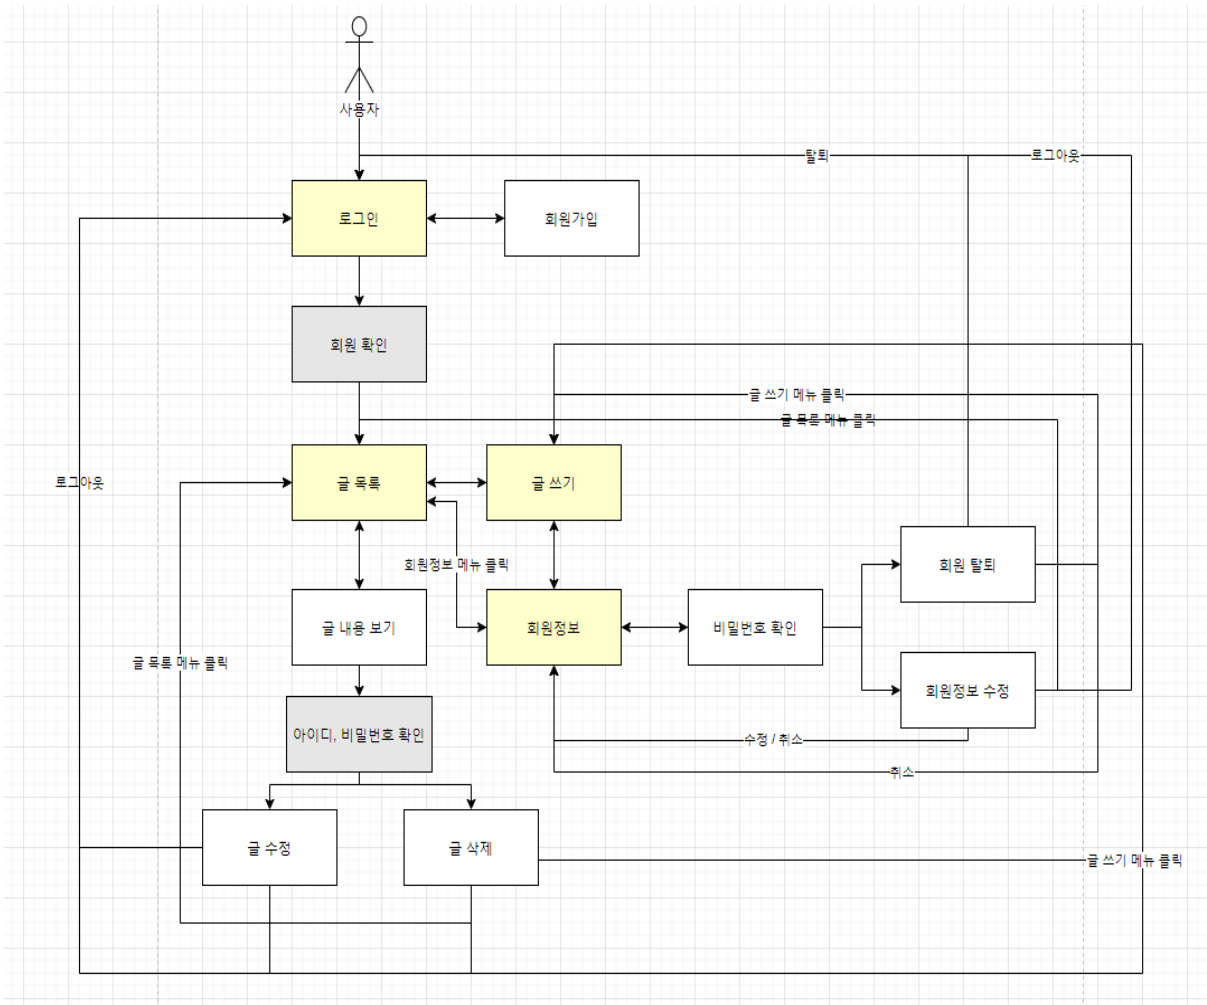 사용자
탈퇴
로그아웃
로그인
회원가입
회원 확인
글 쓰기 메뉴 클릭
글 목록 메뉴 클릭
로그아웃
글 목록
글 쓰기
회원정보 메뉴 클릭
회원 탈퇴
글 내용 보기
회원정보
비밀번호 확인
글 목록 메뉴 클릭
회원정보 수정
아이디, 비밀번호 확인
수정 / 취소
취소
글 수정
글 삭제
글 쓰기 메뉴 클릭